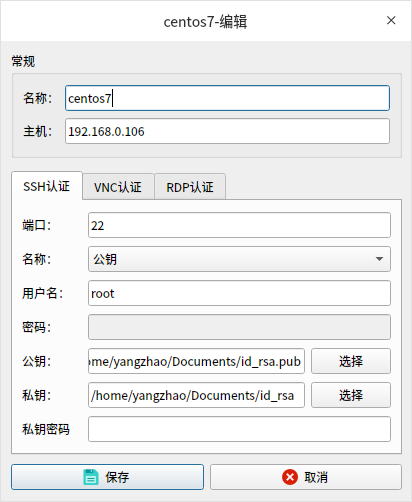 centos7-编辑
常规
名称： centos7
主机： 192.168.0.106
SSH认证 VNC认证 RDP认证
端口： 22
名称： 公钥
用户名： root
密码：
公钥： ome/yangzhao/Documents/id_rsa.pub 选择
私钥： /home/yangzhao/Documents/id_rsa 选择
私钥密码
保存 取消